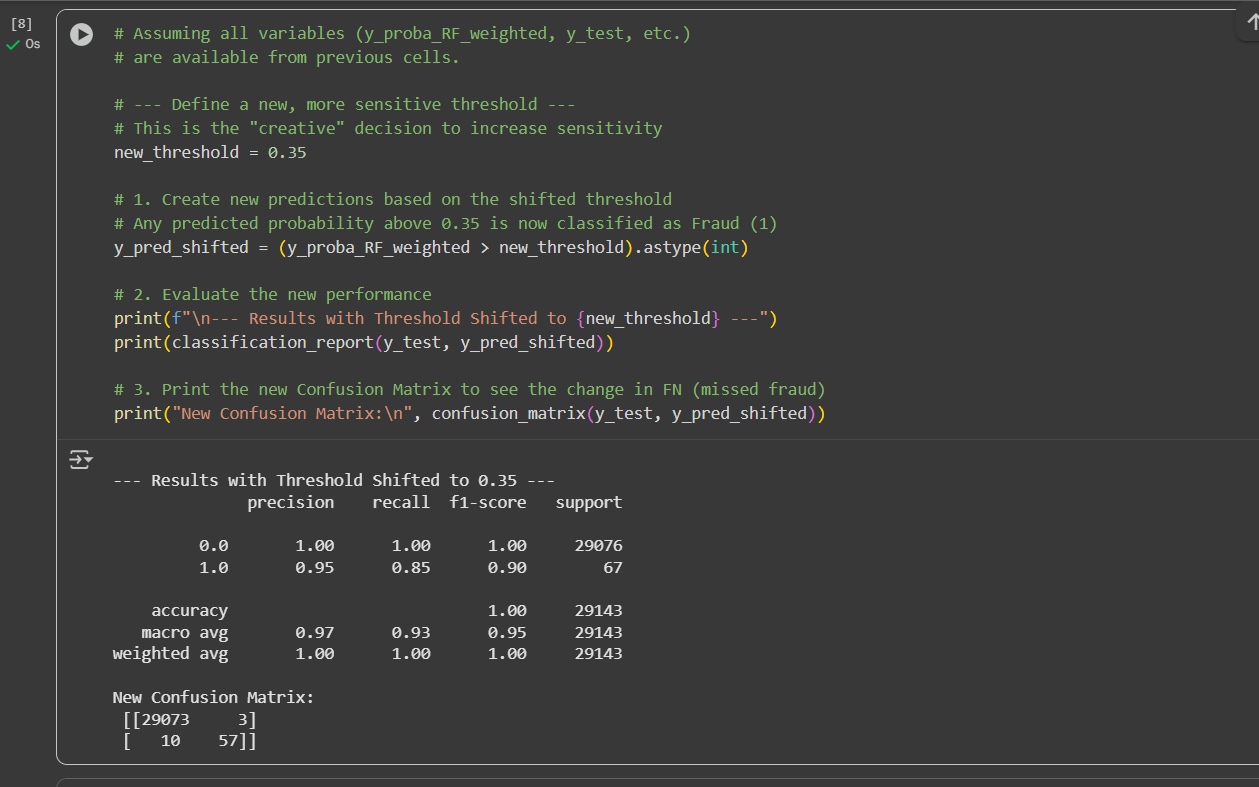 [8]
0s
# Assuming all variables (y_proba_RF_weighted, y_test, etc.)
# are available from previous cells.
# --- Define a new, more sensitive threshold ---
# This is the "creative" decision to increase sensitivity
new_threshold = 0.35
# 1. Create new predictions based on the shifted threshold
# Any predicted probability above 0.35 is now classified as Fraud (1)
y_pred_shifted = (y_proba_RF_weighted > new_threshold).astype(int)
# 2. Evaluate the new performance
print(f"\n--- Results with Threshold Shifted to {new_threshold} ---")
print(classification_report(y_test, y_pred_shifted))
# 3. Print the new Confusion Matrix to see the change in FN (missed fraud)
print("New Confusion Matrix:\n", confusion_matrix(y_test, y_pred_shifted))
--- Results with Threshold Shifted to 0.35 ---
              precision    recall  f1-score   support
         0.0       1.00      1.00      1.00     29076
         1.0       0.95      0.85      0.90        67
    accuracy                           1.00     29143
   macro avg       0.97      0.93      0.95     29143
weighted avg       1.00      1.00      1.00     29143
New Confusion Matrix:
 [[29073     3]
 [   10    57]]